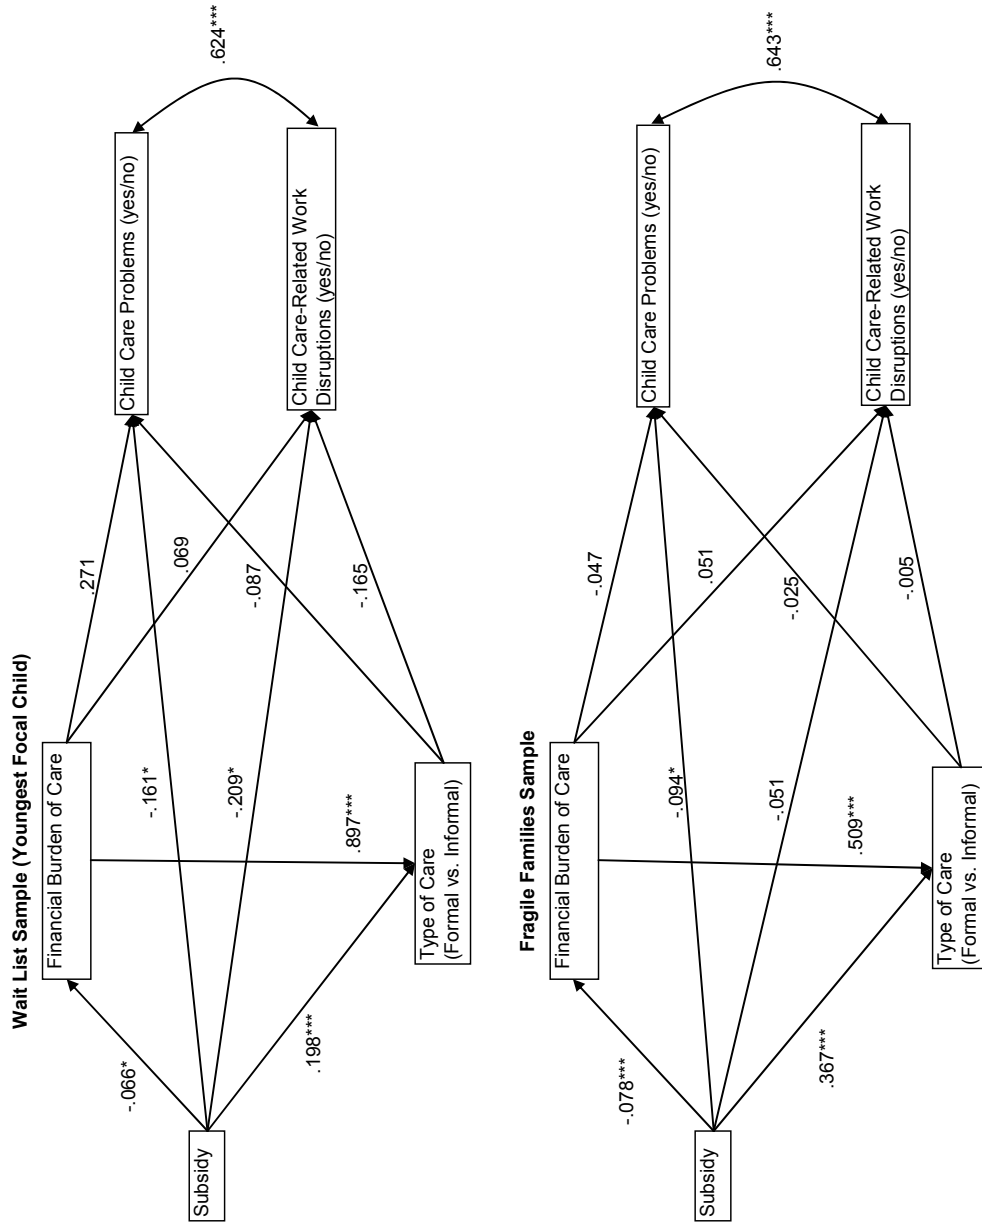 Wait List Sample (Youngest Focal Child)
Financial Burden of Care
Child Care Problems (yes/no)
Subsidy
Type of Care
(Formal vs. Informal)
Child Care-Related Work
Disruptions (yes/no)
-.066*
.198***
-.161*
-.209*
.897***
.271
.069
-.087
-.165
.624***
Fragile Families Sample
Financial Burden of Care
Child Care Problems (yes/no)
Subsidy
Type of Care
(Formal vs. Informal)
Child Care-Related Work
Disruptions (yes/no)
-.078***
.367***
-.094*
-.051
.509***
-.047
.051
-.025
-.005
.643***